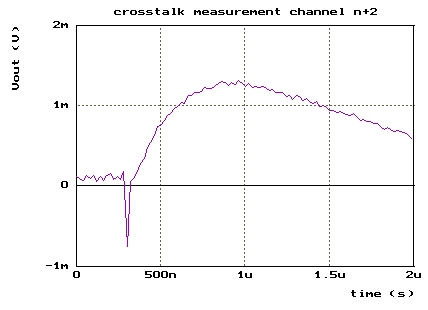 crosstalk measurement channel n+2
Vout (V)
2m
1m
0
-1m
0 500n 1u 1.5u 2u
time (s)